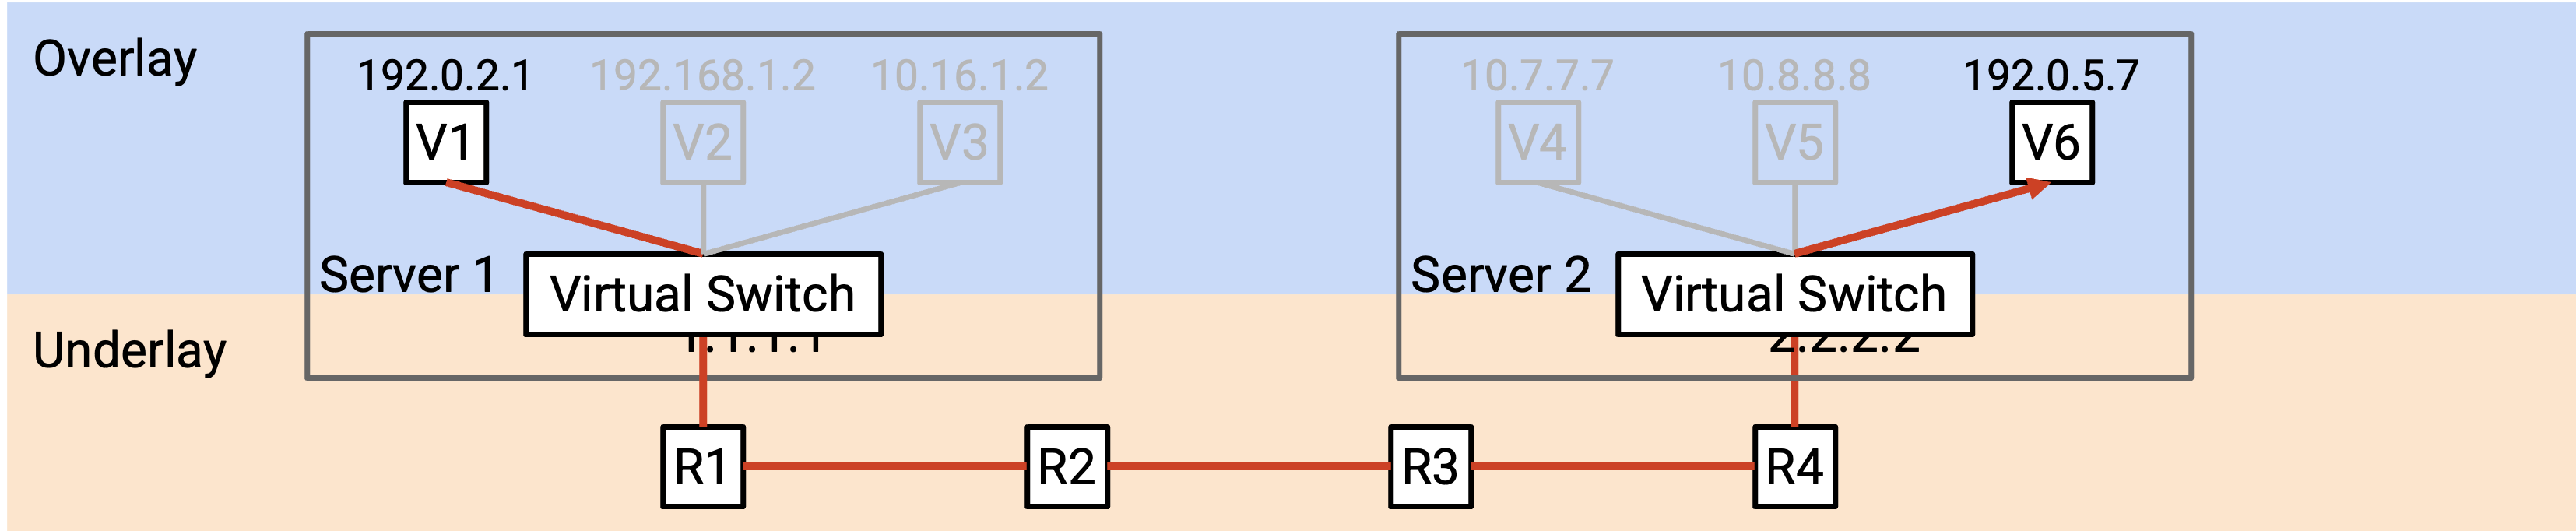 Overlay
192.0.2.1
192.168.1.2
10.16.1.2
10.7.7.7
10.8.8.8
192.0.5.7
V1
V2
V3
V4
V5
V6
Server 1
Virtual Switch
Server 2
Virtual Switch
Underlay
1.1.1.1
2.2.2.2
R1
R2
R3
R4